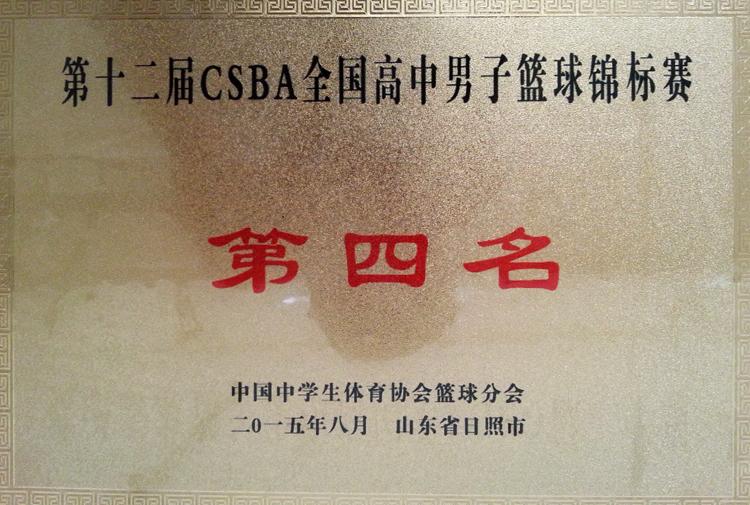 第十二届CSBA全国高中男子篮球锦标赛
第四名
中国中学生体育协会篮球分会
二0一五年八月 山东省日照市